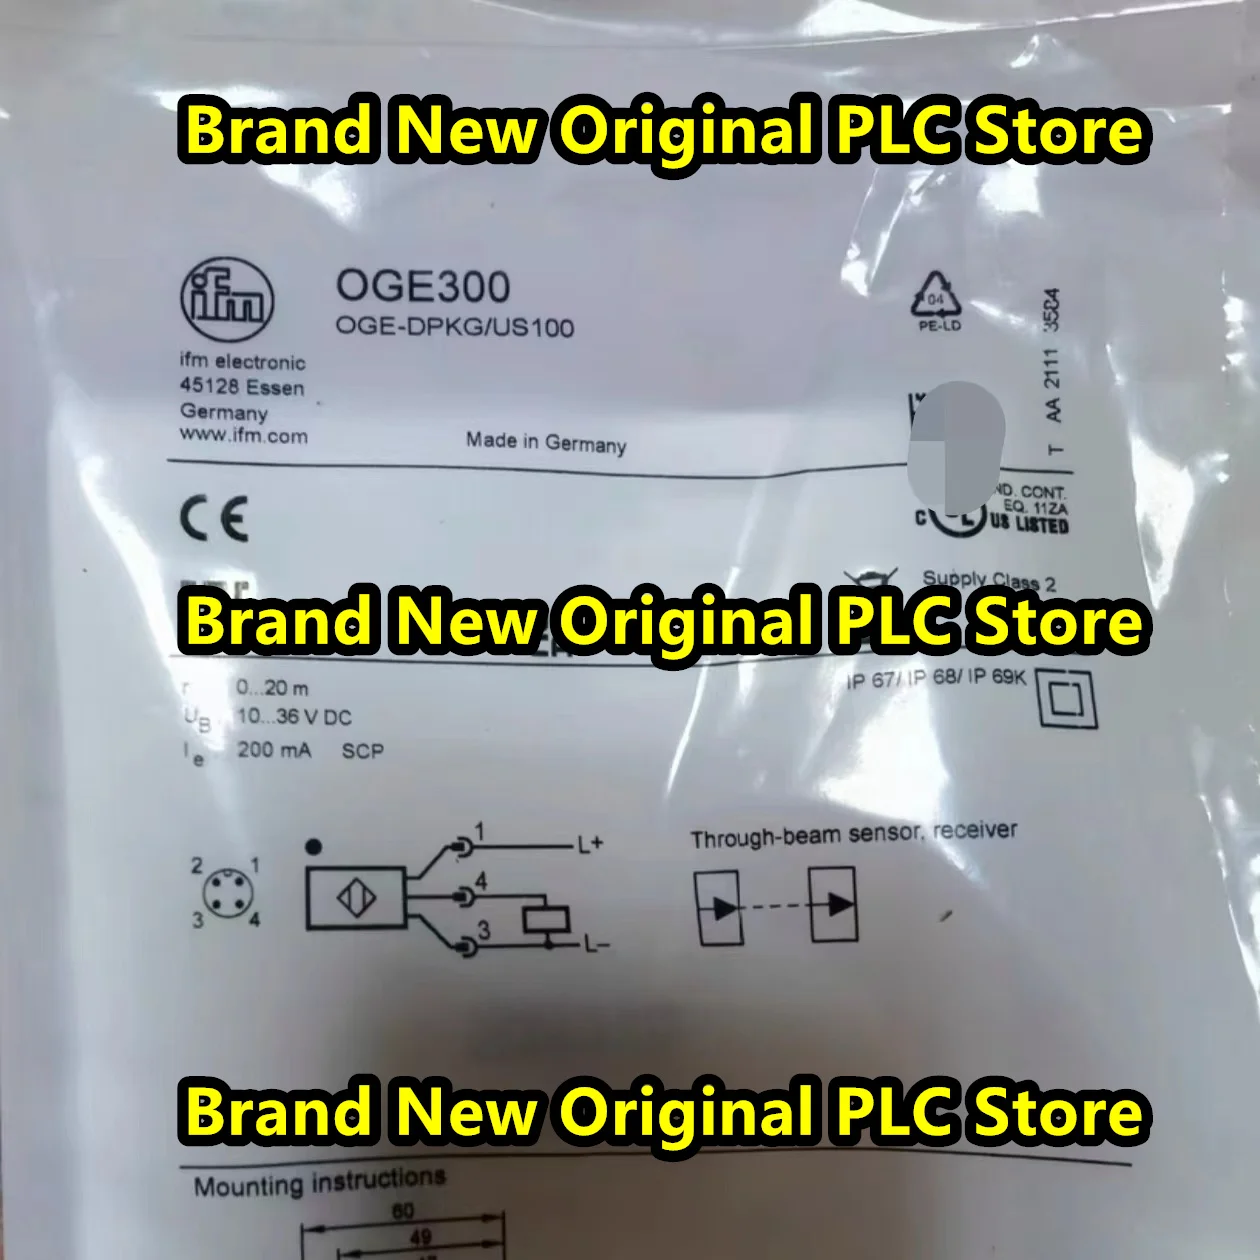 Brand New Original PLC Store
ifm
OGE300
OGE-DPKG/US100
04
PE-LD
ifm electronic
45128 Essen
Germany
www.ifm.com
Made in Germany
T AA 2111
CE
IND. CONT.
EQ. 11ZA
C UL US LISTED
Supply Class 2
Brand New Original PLC Store
r 0...20 m
UB 10...36 V DC
Ie 200 mA SCP
IP 67/ IP 68/ IP 69K
2 1
3 4
1 L+
4
3 L-
Through-beam sensor, receiver
Brand New Original PLC Store
Mounting instructions
60
49